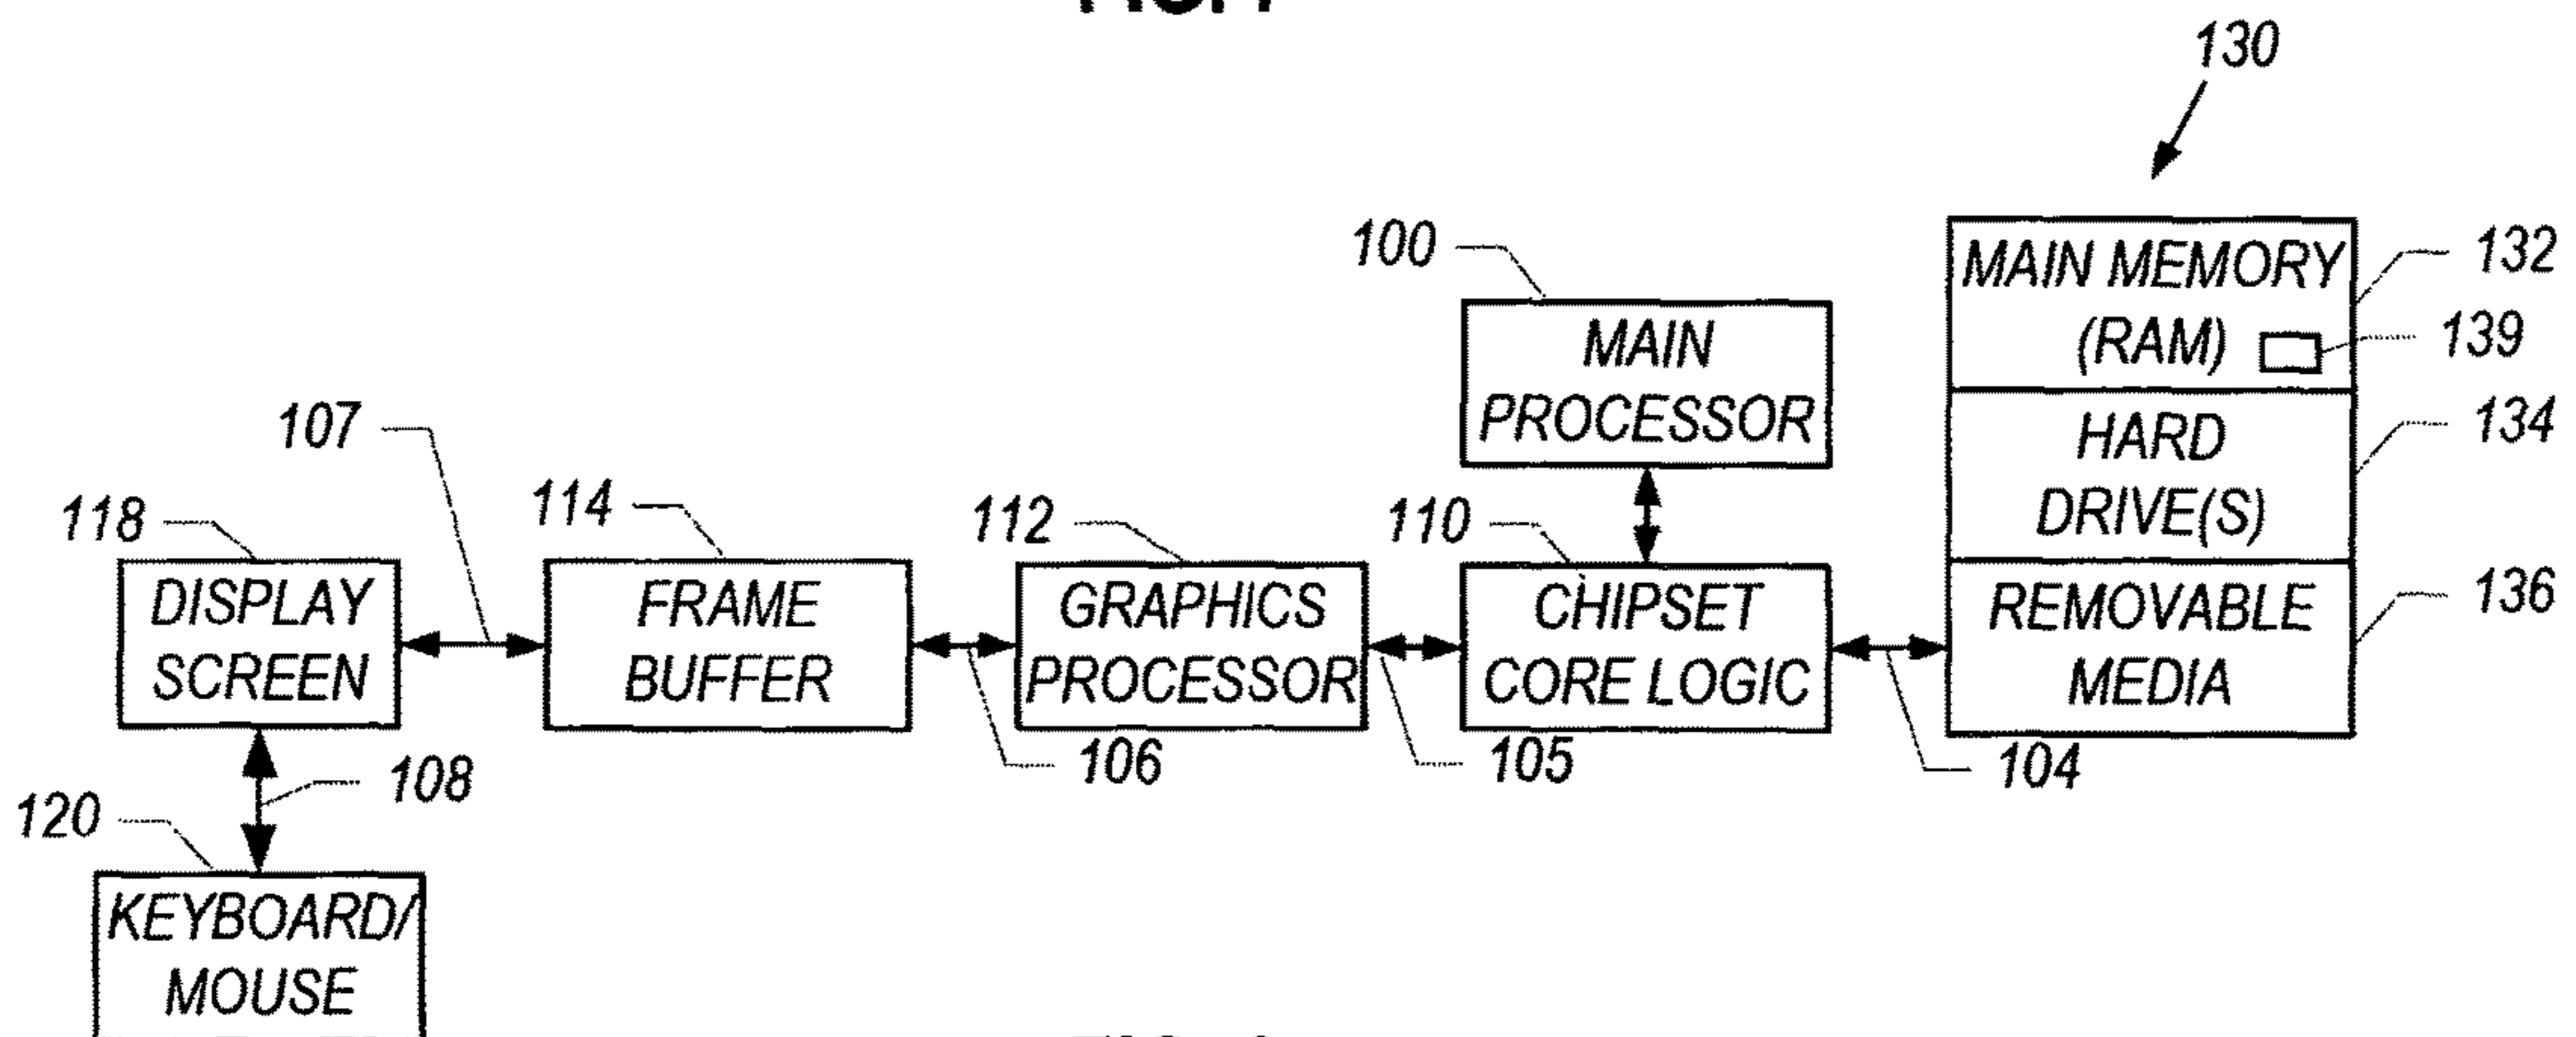 130
100
MAIN MEMORY
(RAM)
132
139
MAIN
PROCESSOR
HARD
DRIVE(S)
134
107
118
114
112
110
DISPLAY
SCREEN
FRAME
BUFFER
GRAPHICS
PROCESSOR
CHIPSET
CORE LOGIC
REMOVABLE
MEDIA
136
106
105
104
108
120
KEYBOARD/
MOUSE